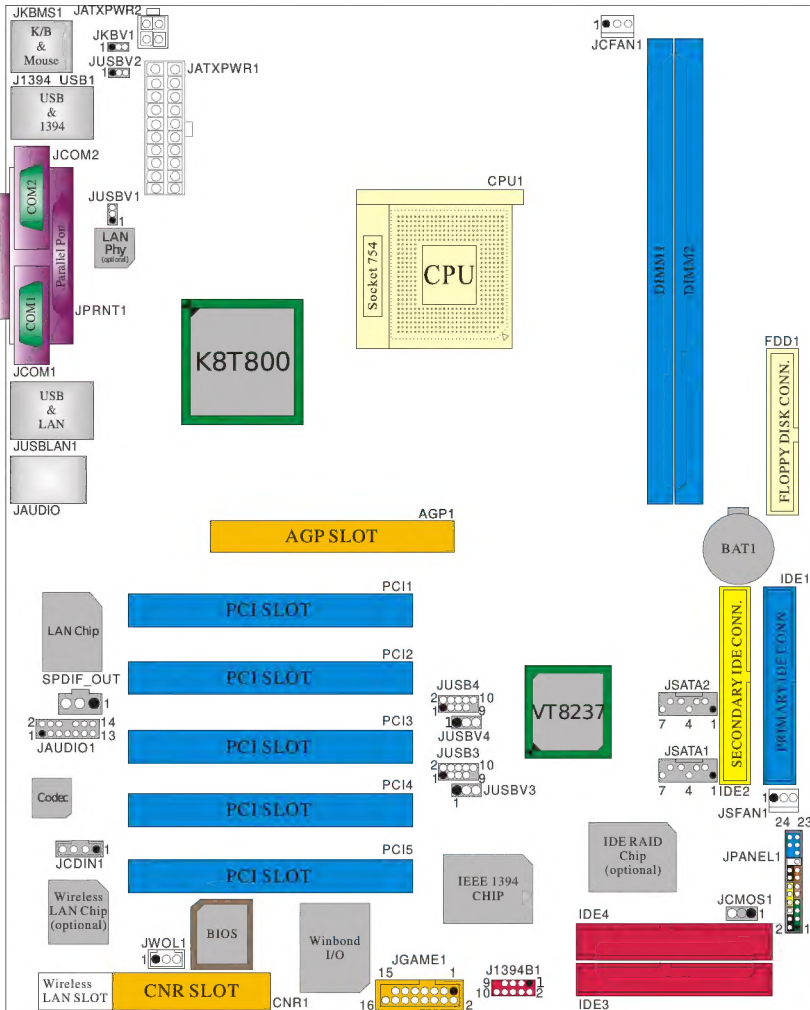 JKBMS1
JATXPWR2
K/B
&
Mouse
JKBV1
1
JUSBV2
1
J1394_USB1
USB
&
1394
JATXPWR1
1
JCFAN1
JCOM2
COM2
JUSBV1
1
LAN
Phy
(optional)
Parallel Port
COM1
JPRNT1
JCOM1
CPU1
Socket 754
CPU
DIMM1
DIMM2
K8T800
FDD1
FLOPPY DISK CONN.
USB
&
LAN
JUSBLAN1
JAUDIO
AGP1
AGP SLOT
BAT1
IDE1
PCI1
PCI SLOT
LAN Chip
PCI2
PCI SLOT
SPDIF_OUT
1
2 14
1 13
JAUDIO1
PCI3
PCI SLOT
JUSB4
2 10
1 9
1
JUSBV4
JUSB3
2 10
1 9
JUSBV3
1
VT8237
JSATA2
7 4 1
JSATA1
7 4 1
SECONDARY IDE CONN.
IDE2
PRIMARY IDE CONN
Codec
PCI4
PCI SLOT
JSFAN1
1
24 23
JPANEL1
2 1
JCDIN1
1
PCI5
PCI SLOT
Wireless
LAN Chip
(optional)
IEEE 1394
CHIP
IDE RAID
Chip
(optional)
JCMOS1
1
BIOS
JWOL1
1
Winbond
I/O
JGAME1
15 1
16 2
J1394B1
9 1
10 2
IDE4
IDE3
Wireless
LAN SLOT
CNR SLOT
CNR1